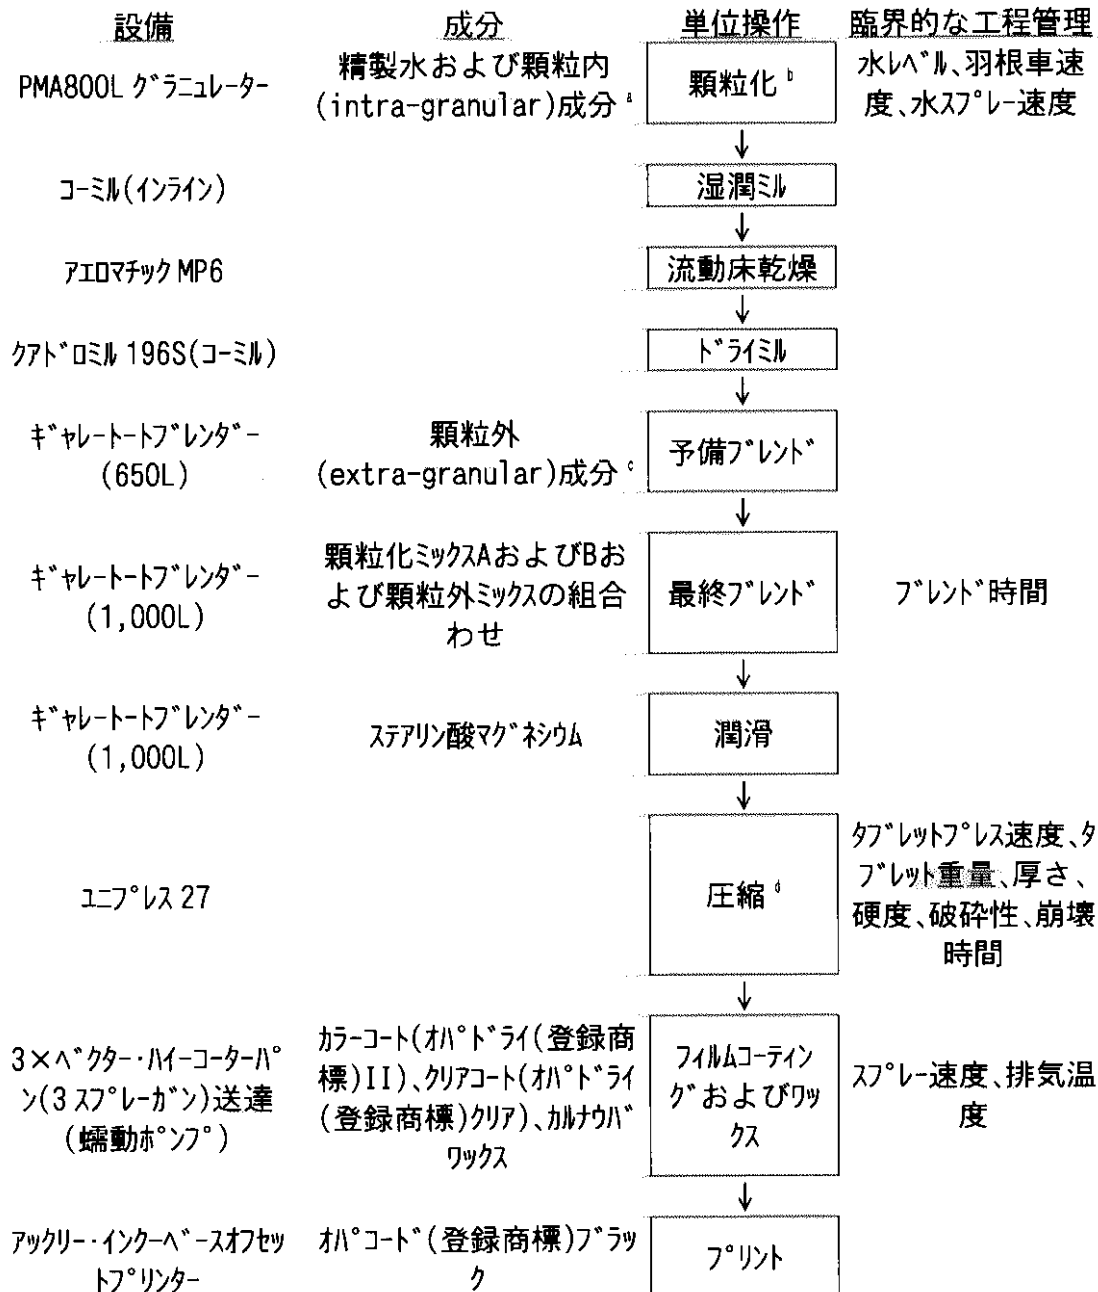 設備 成分 単位操作 臨界的な工程管理
PMA800L グラニュレーター
精製水および顆粒内
(intra-granular)成分 a
顆粒化 b
水レベル、羽根車速
度、水スプレー速度
コーミル(インライン)
湿潤ミル
アエロマチック MP6
流動床乾燥
クアドロミル 196S(コーミル)
ドライミル
ギャレートートブレンダー
(650L)
顆粒外
(extra-granular)成分 c
予備ブレンド
ギャレートートブレンダー
(1,000L)
顆粒化ミックスAおよびBお
よび顆粒外ミックスの組合
わせ
最終ブレンド
ブレンド時間
ギャレートートブレンダー
(1,000L)
ステアリン酸マグネシウム
潤滑
ユニプレス 27
圧縮 d
タブレットプレス速度、タ
ブレット重量、厚さ、
硬度、破砕性、崩壊
時間
3×ベクター・ハイーコーターパ
ン(3 スプレーガン)送達
(蠕動ポンプ)
カラーコート(オパドライ(登録商
標)II)、クリアコート(オパドライ
(登録商標)クリア)、カルナウバ
ワックス
フィルムコーティン
グおよびワッ
クス
スプレー速度、排気温
度
アックリー・インクーベースオフセッ
トプリンター
オパコード(登録商標)ブラッ
ク
プリント